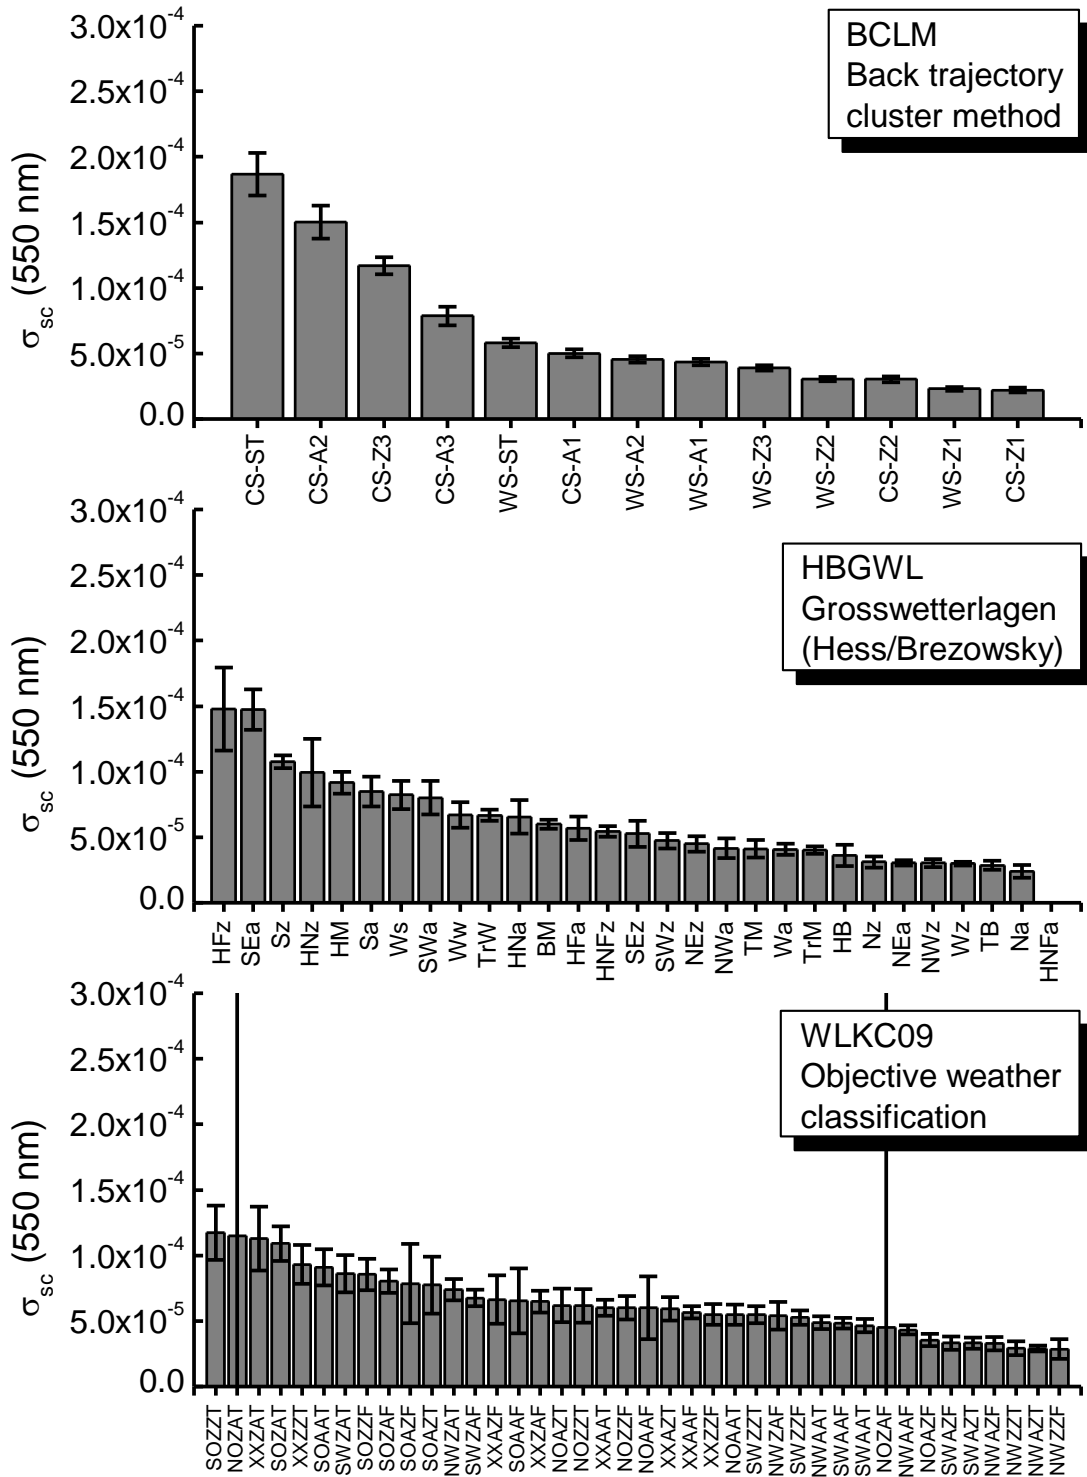 3.0x10⁻⁴
2.5x10⁻⁴
2.0x10⁻⁴
1.5x10⁻⁴
1.0x10⁻⁴
5.0x10⁻⁵
0.0
σsc (550 nm)
BCLM
Back trajectory
cluster method
CS-ST
CS-A2
CS-Z3
CS-A3
WS-ST
CS-A1
WS-A2
WS-A1
WS-Z3
WS-Z2
CS-Z2
WS-Z1
CS-Z1
3.0x10⁻⁴
2.5x10⁻⁴
2.0x10⁻⁴
1.5x10⁻⁴
1.0x10⁻⁴
5.0x10⁻⁵
0.0
σsc (550 nm)
HBGWL
Grosswetterlagen
(Hess/Brezowsky)
HFz
SEa
Sz
HNz
HM
Sa
Ws
SWa
Ww
TrW
HNa
BM
HFa
HNFz
SEz
SWz
NEz
NWa
TM
Wa
TrM
HB
Nz
NEa
NWz
Wz
TB
Na
HNFa
3.0x10⁻⁴
2.5x10⁻⁴
2.0x10⁻⁴
1.5x10⁻⁴
1.0x10⁻⁴
5.0x10⁻⁵
0.0
σsc (550 nm)
WLKC09
Objective weather
classification
SOZZT
NOZAT
XXZAT
SOZAT
XXZZT
SOAAT
SWZAT
SOZZF
SOZAF
SOAZF
SOAZT
NWZAT
SWZAF
XXAZF
SOAAF
XXZAF
NOAZT
NOZZT
XXAAT
NOZZF
NOAAF
XXAZT
XXAAF
XXZZF
NOAAT
SWZZT
NWZAF
SWZZF
NWAAT
SWAAF
SWAAT
NOZAF
NWAAF
NOAZF
SWAZF
SWAZT
NWAZF
NWZZT
NWAZT
NWZZF